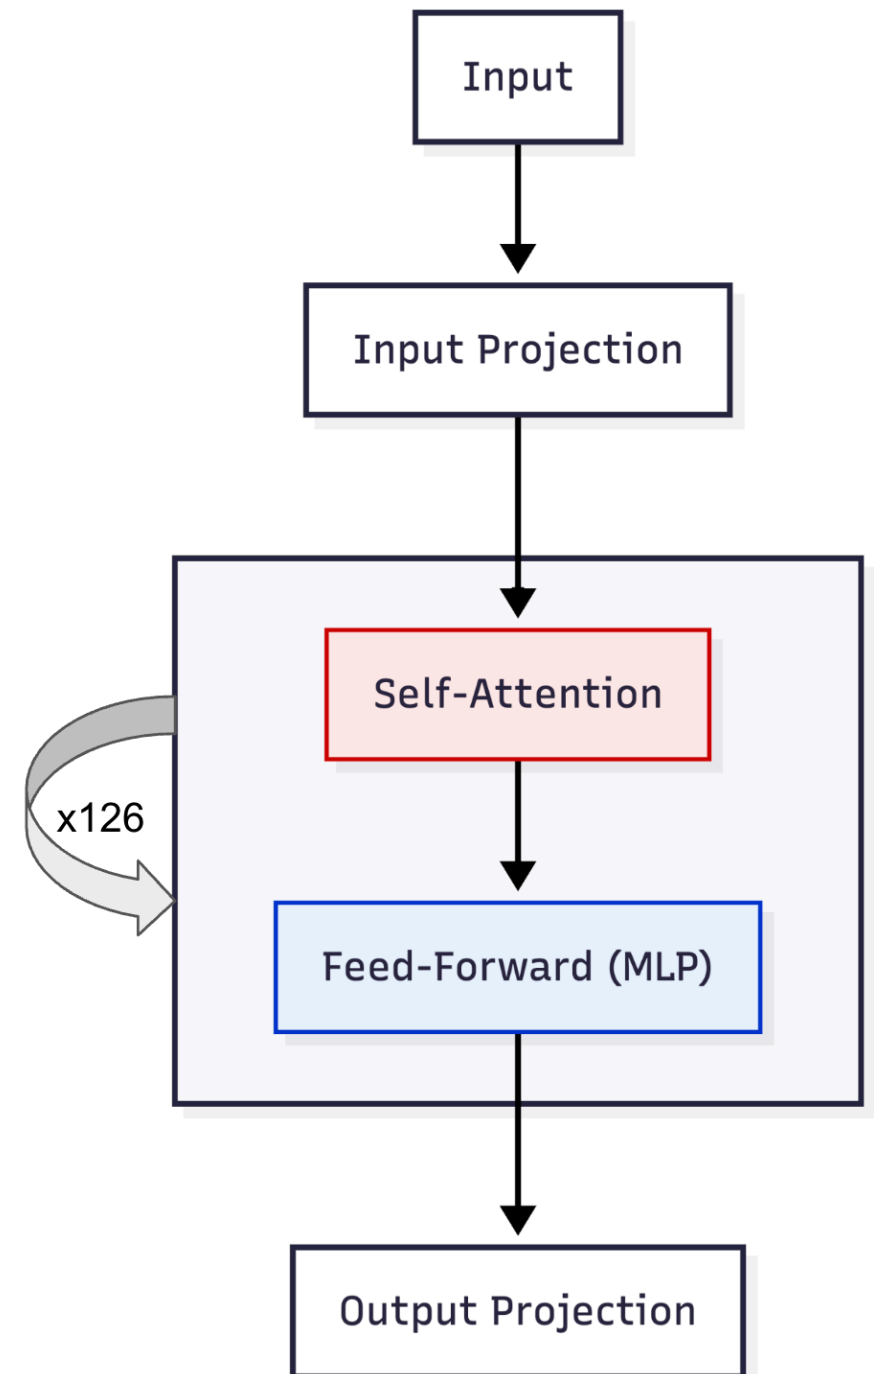 Input
Input Projection
Self-Attention
x126
Feed-Forward (MLP)
Output Projection